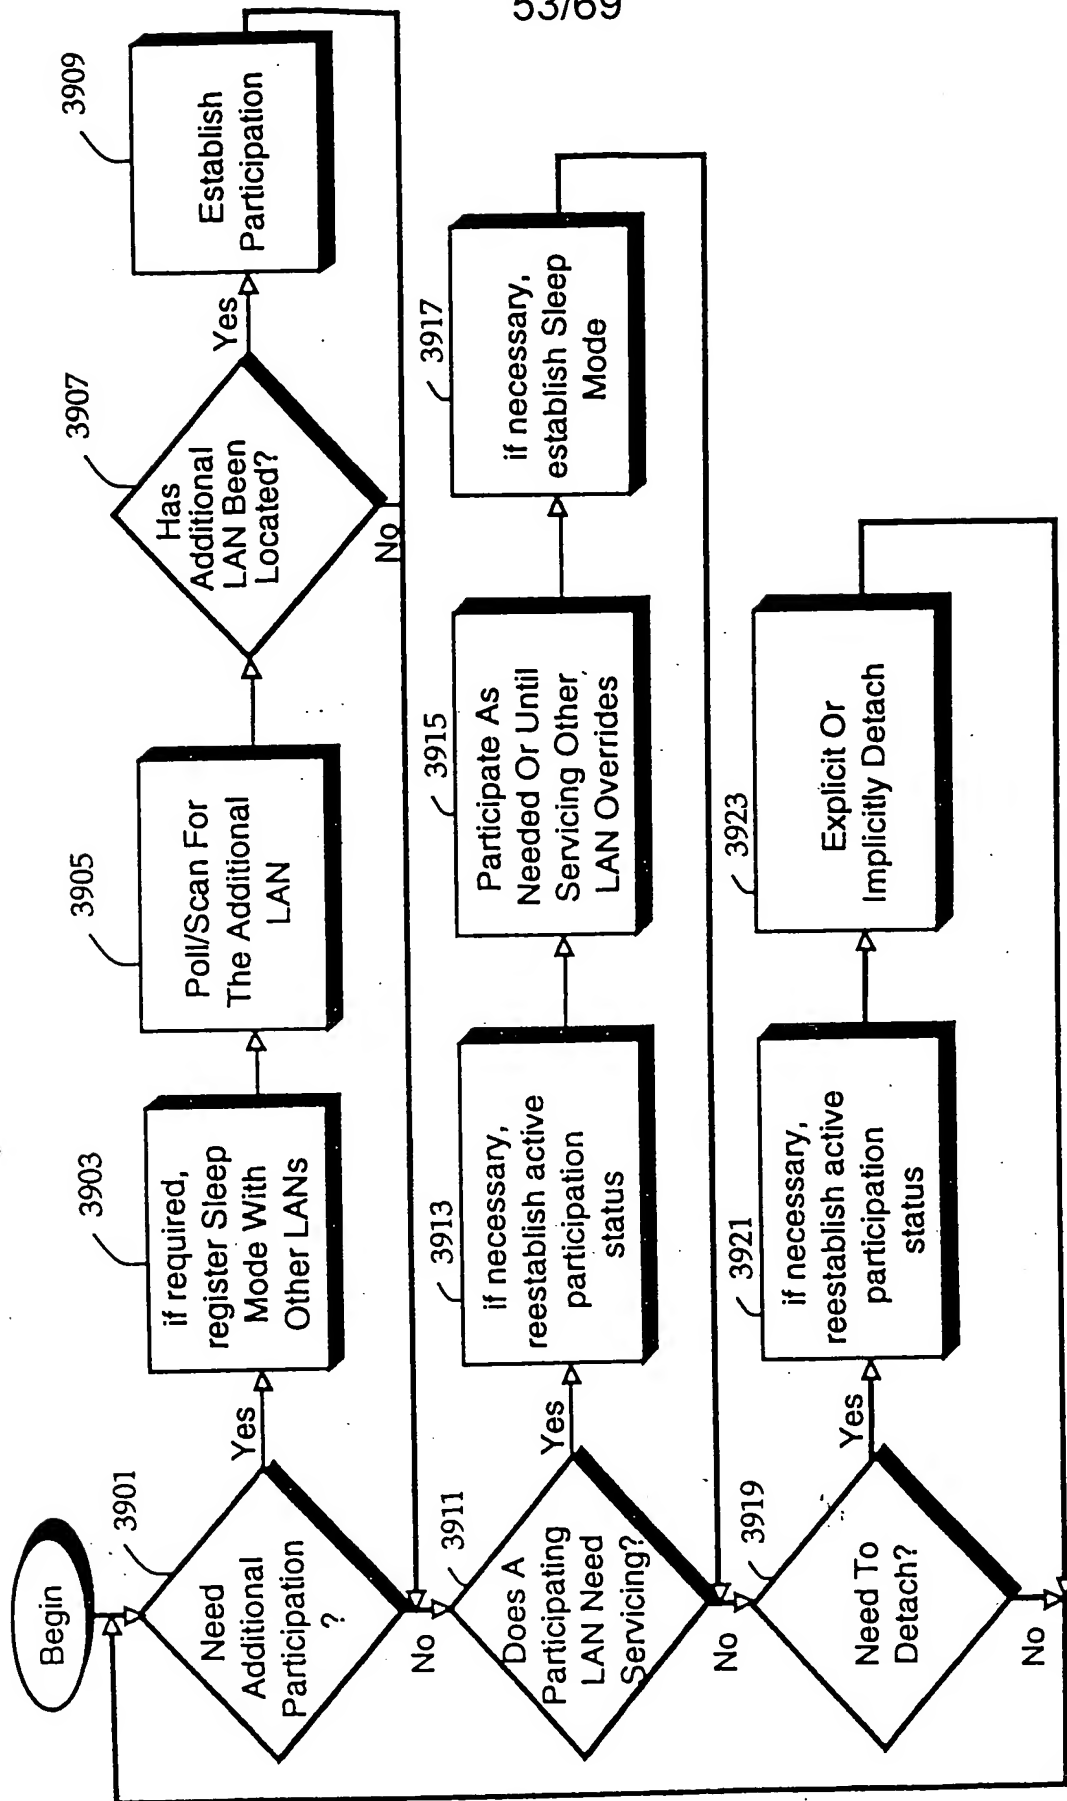 53/69
Begin
3901
Need
Additional
Participation
?
Yes
No
3903
if required,
register Sleep
Mode With
Other LANs
3905
Poll/Scan For
The Additional
LAN
3907
Has
Additional
LAN Been
Located?
Yes
No
3909
Establish
Participation
3911
Does A
Participating
LAN Need
Servicing?
Yes
No
3913
if necessary,
reestablish active
participation
status
3915
Participate As
Needed Or Until
Servicing Other
LAN Overrides
3917
if necessary,
establish Sleep
Mode
3919
Need To
Detach?
Yes
No
3921
if necessary,
reestablish active
participation
status
3923
Explicit Or
Implicitly Detach